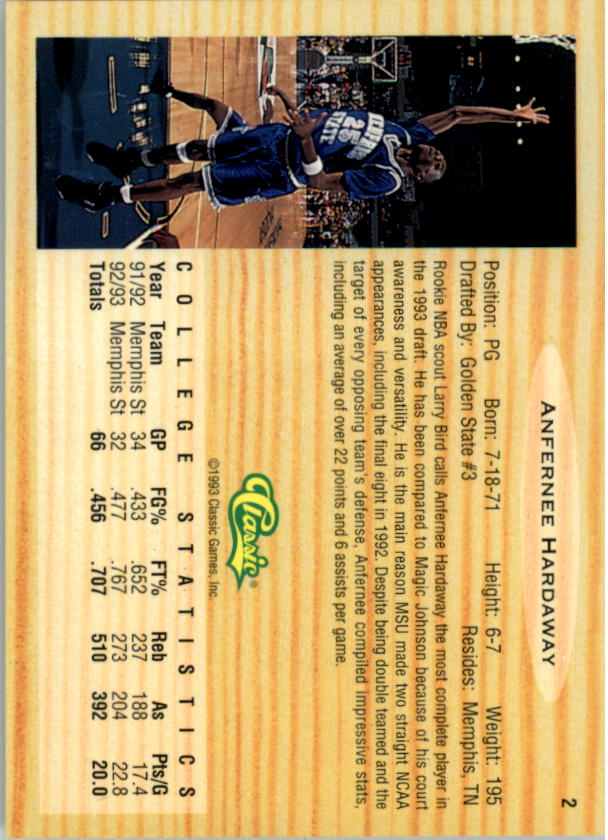 2
ANFERNEE HARDAWAY
Position: PG Born: 7-18-71 Height: 6-7 Weight: 195
Drafted By: Golden State #3 Resides: Memphis, TN
Rookie NBA scout Larry Bird calls Anfernee Hardaway the most complete player in
the 1993 draft. He has been compared to Magic Johnson because of his court
awareness and versatility. He is the main reason MSU made two straight NCAA
appearances, including the final eight in 1992. Despite being double teamed and the
target of every opposing team's defense, Anfernee compiled impressive stats,
including an average of over 22 points and 6 assists per game.
MEMPHIS
STATE
25
Classic®
©1993 Classic Games, Inc.
COLLEGE STATISTICS
Year Team GP FG% FT% Reb As Pts/G
91/92 Memphis St 34 .433 .652 237 188 17.4
92/93 Memphis St 32 .477 .767 273 204 22.8
Totals 66 .456 .707 510 392 20.0